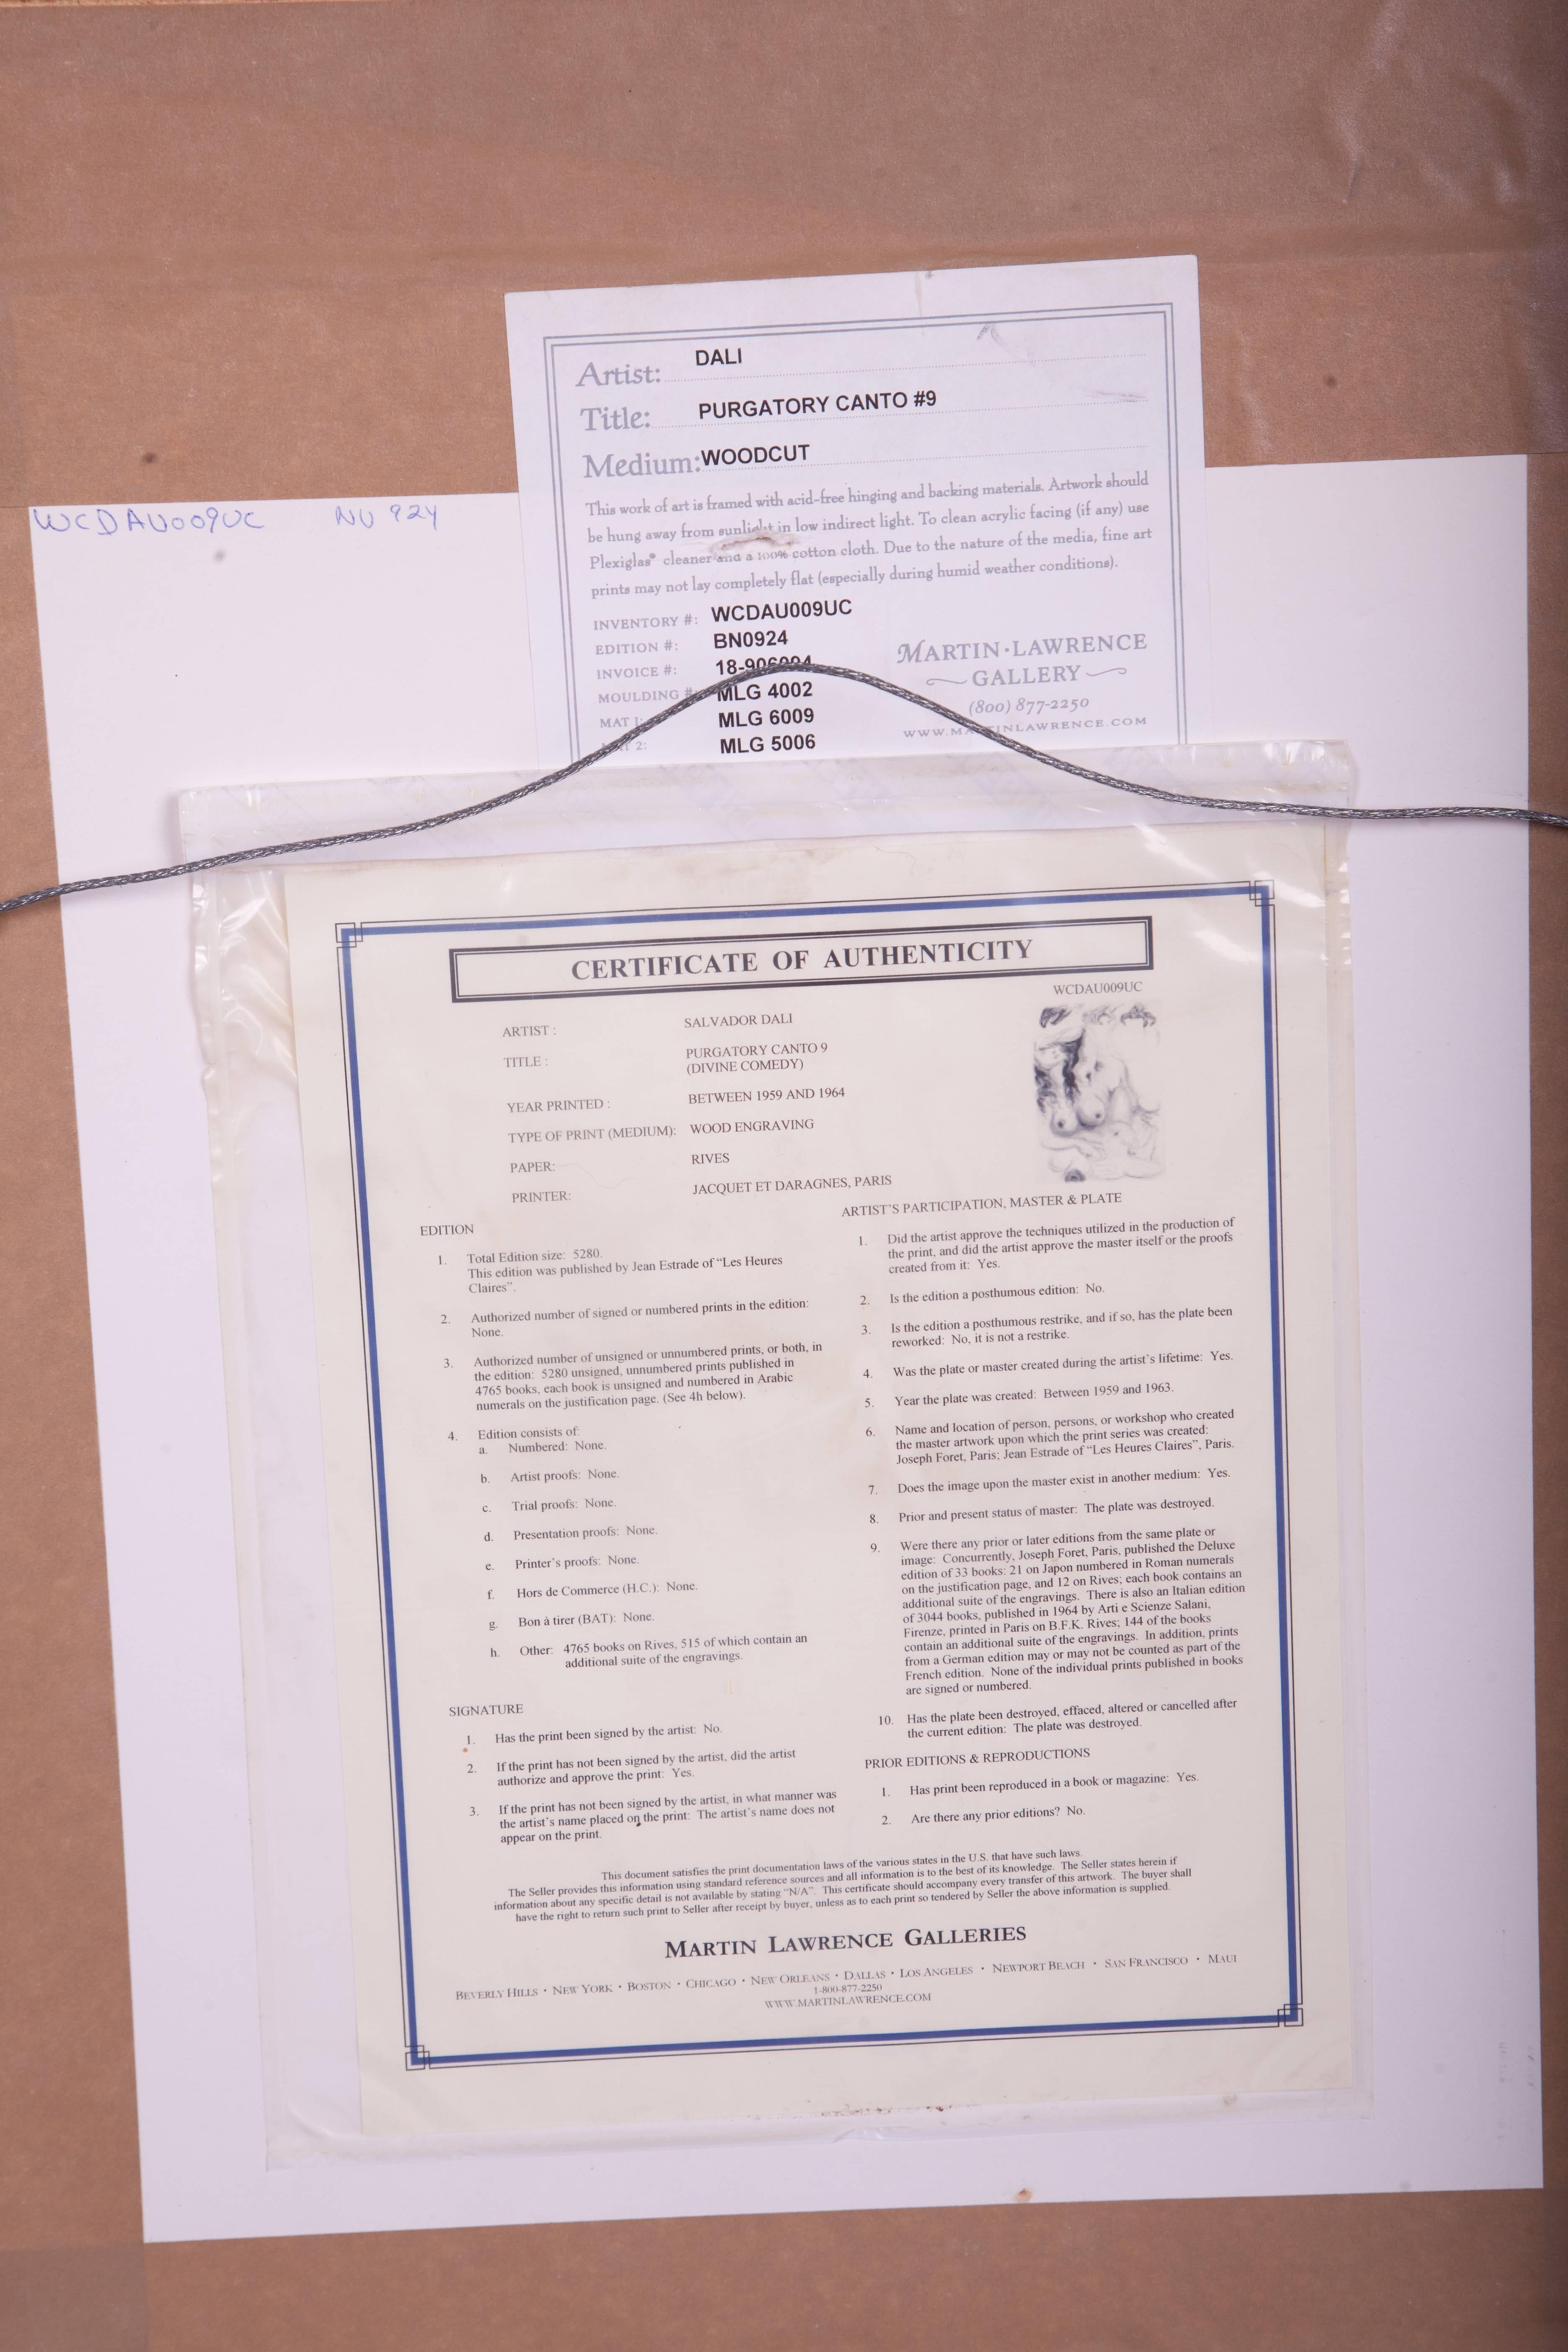 Artist: DALI
Title: PURGATORY CANTO #9
Medium: WOODCUT
This work of art is framed with acid-free hinging and backing materials. Artwork should
be hung away from sunlight in low indirect light. To clean acrylic facing (if any) use
Plexiglas® cleaner and a 100% cotton cloth. Due to the nature of the media, fine art
prints may not lay completely flat (especially during humid weather conditions).
WCDAU009UC NU 924
INVENTORY #: WCDAU009UC
EDITION #: BN0924
INVOICE #:
MOULDING #: MLG 4002
MAT 1: MLG 6009
2: MLG 5006
MARTIN·LAWRENCE
GALLERY
(800) 877-2250
WWW.MARTINLAWRENCE.COM
CERTIFICATE OF AUTHENTICITY
WCDAU009UC
ARTIST : SALVADOR DALI
TITLE : PURGATORY CANTO 9
(DIVINE COMEDY)
YEAR PRINTED : BETWEEN 1959 AND 1964
TYPE OF PRINT (MEDIUM): WOOD ENGRAVING
PAPER: RIVES
PRINTER: JACQUET ET DARAGNES, PARIS
EDITION
1. Total Edition size: 5280.
This edition was published by Jean Estrade of “Les Heures
Claires”.
2. Authorized number of signed or numbered prints in the edition:
None.
3. Authorized number of unsigned or unnumbered prints, or both, in
the edition: 5280 unsigned, unnumbered prints published in
4765 books, each book is unsigned and numbered in Arabic
numerals on the justification page. (See 4h below).
4. Edition consists of:
a. Numbered: None.
b. Artist proofs: None.
c. Trial proofs: None.
d. Presentation proofs: None.
e. Printer's proofs: None.
f. Hors de Commerce (H.C.): None.
g. Bon à tirer (BAT): None.
h. Other: 4765 books on Rives, 515 of which contain an
additional suite of the engravings.
SIGNATURE
1. Has the print been signed by the artist: No.
2. If the print has not been signed by the artist, did the artist
authorize and approve the print: Yes.
3. If the print has not been signed by the artist, in what manner was
the artist's name placed on the print: The artist's name does not
appear on the print.
ARTIST'S PARTICIPATION, MASTER & PLATE
1. Did the artist approve the techniques utilized in the production of
the print, and did the artist approve the master itself or the proofs
created from it: Yes.
2. Is the edition a posthumous edition: No.
3. Is the edition a posthumous restrike, and if so, has the plate been
reworked: No, it is not a restrike.
4. Was the plate or master created during the artist's lifetime: Yes.
5. Year the plate was created: Between 1959 and 1963.
6. Name and location of person, persons, or workshop who created
the master artwork upon which the print series was created:
Joseph Foret, Paris; Jean Estrade of “Les Heures Claires”, Paris.
7. Does the image upon the master exist in another medium: Yes.
8. Prior and present status of master: The plate was destroyed.
9. Were there any prior or later editions from the same plate or
image: Concurrently, Joseph Foret, Paris, published the Deluxe
edition of 33 books: 21 on Japon numbered in Roman numerals
on the justification page, and 12 on Rives; each book contains an
additional suite of the engravings. There is also an Italian edition
of 3044 books, published in 1964 by Arti e Scienze Salani,
Firenze, printed in Paris on B.F.K. Rives; 144 of the books
contain an additional suite of the engravings. In addition, prints
from a German edition may or may not be counted as part of the
French edition. None of the individual prints published in books
are signed or numbered.
10. Has the plate been destroyed, effaced, altered or cancelled after
the current edition: The plate was destroyed.
PRIOR EDITIONS & REPRODUCTIONS
1. Has print been reproduced in a book or magazine: Yes.
2. Are there any prior editions? No.
This document satisfies the print documentation laws of the various states in the U.S. that have such laws.
The Seller provides this information using standard reference sources and all information is to the best of its knowledge. The Seller states herein if
information about any specific detail is not available by stating “N/A”. This certificate should accompany every transfer of this artwork. The buyer shall
have the right to return such print to Seller after receipt by buyer, unless as to each print so tendered by Seller the above information is supplied.
MARTIN LAWRENCE GALLERIES
BEVERLY HILLS • NEW YORK • BOSTON • CHICAGO • NEW ORLEANS • DALLAS • LOS ANGELES • NEWPORT BEACH • SAN FRANCISCO • MAUI
1-800-877-2250
WWW.MARTINLAWRENCE.COM